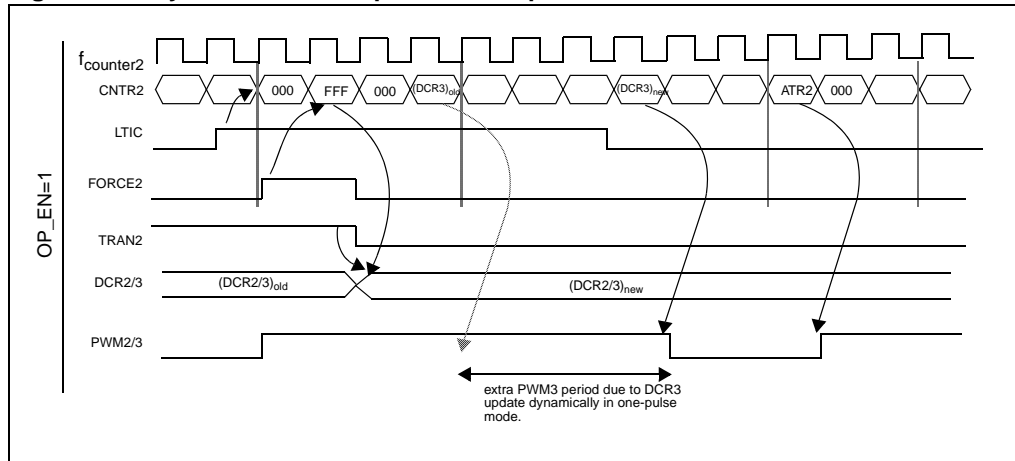 f counter2
CNTR2 000 FFF 000 (DCR3)old (DCR3)new ATR2 000
LTIC
FORCE2
OP_EN=1
TRAN2
DCR2/3 (DCR2/3)old (DCR2/3)new
PWM2/3
extra PWM3 period due to DCR3
update dynamically in one-pulse
mode.